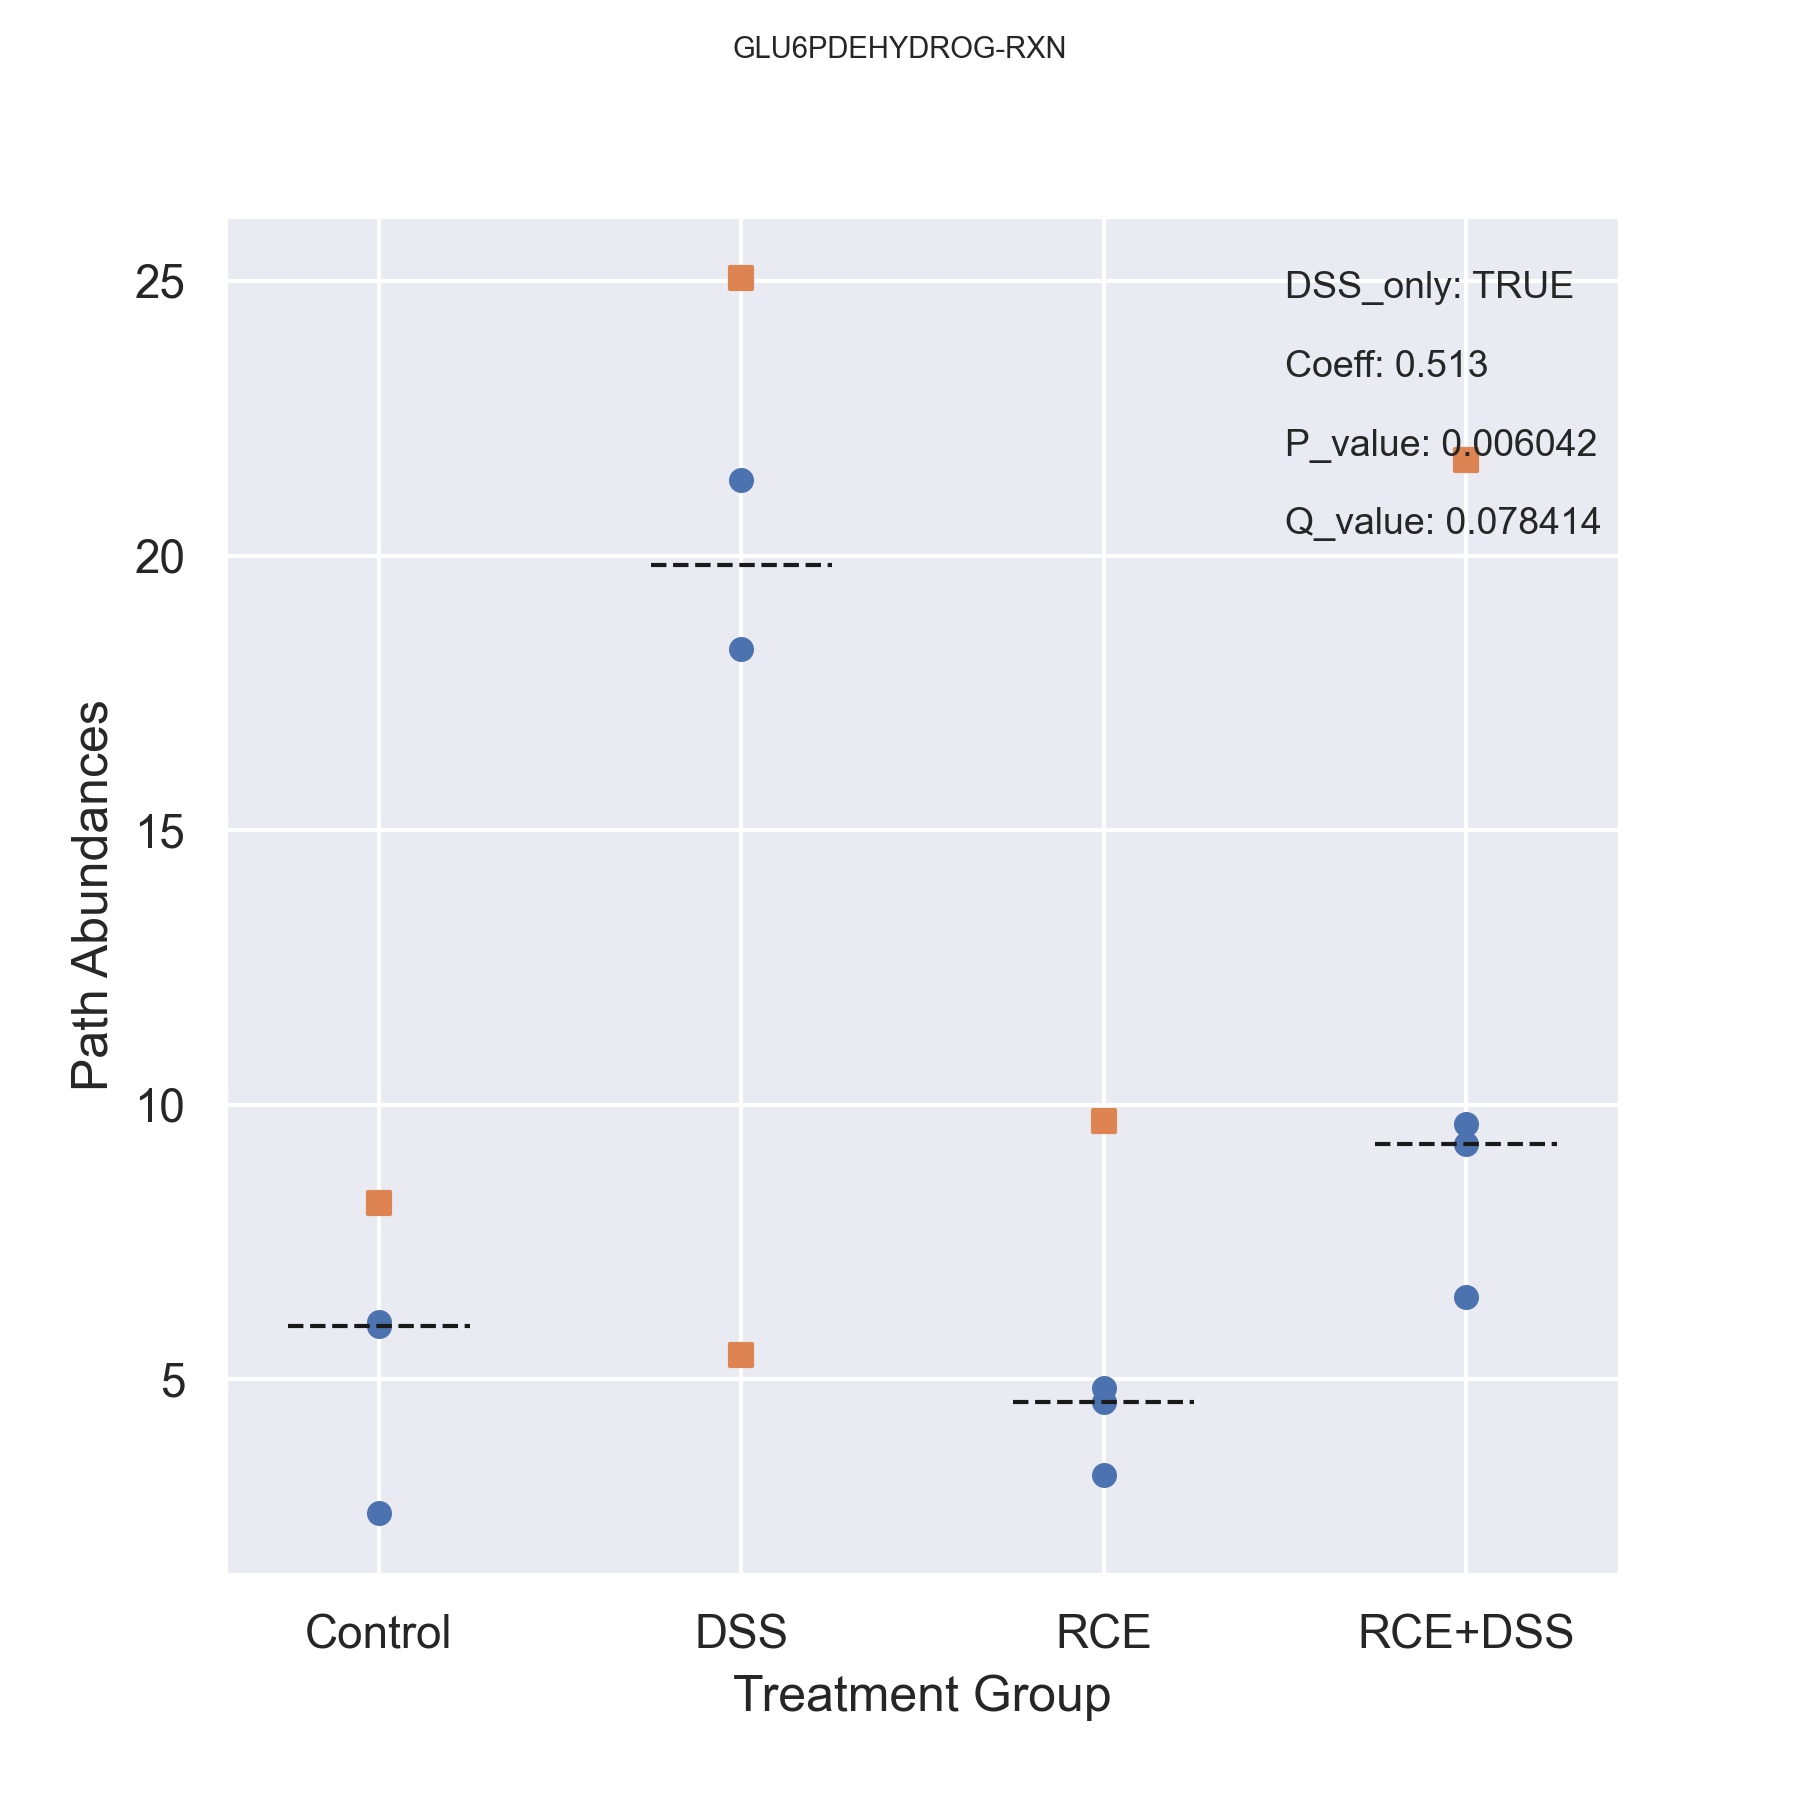 GLU6PDEHYDROG-RXN
DSS_only: TRUE
Coeff: 0.513
P_value: 0.006042
Q_value: 0.078414
Path Abundances
25
20
15
10
5
Control DSS RCE RCE+DSS
Treatment Group